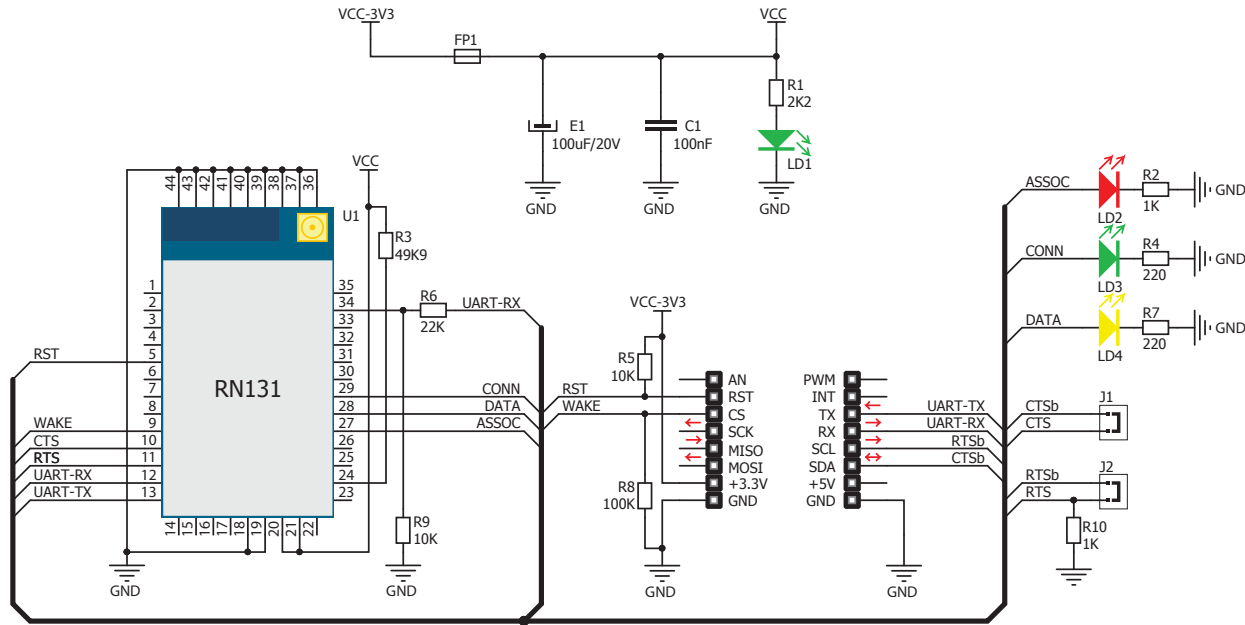 VCC-3V3
VCC
FP1
R1
2K2
E1
100uF/20V
C1
100nF
LD1
GND
GND
GND
VCC
44
43
42
41
40
39
38
37
36
U1
R3
49K9
ASSOC
R2
1K
GND
LD2
CONN
R4
220
GND
LD3
DATA
R7
220
GND
LD4
1
2
3
4
5
6
7
8
9
10
11
12
13
35
34
33
32
31
30
29
28
27
26
25
24
23
RN131
R6
22K
UART-RX
RST
WAKE
CTS
RTS
UART-RX
UART-TX
CONN
DATA
ASSOC
14
15
16
17
18
19
20
21
22
R9
10K
GND
GND
VCC-3V3
R5
10K
RST
WAKE
R8
100K
AN
RST
CS
SCK
MISO
MOSI
+3.3V
GND
PWM
INT
TX
RX
SCL
SDA
+5V
GND
UART-TX
UART-RX
RTSb
CTSb
GND
GND
CTSb
CTS
J1
RTSb
RTS
J2
R10
1K
GND